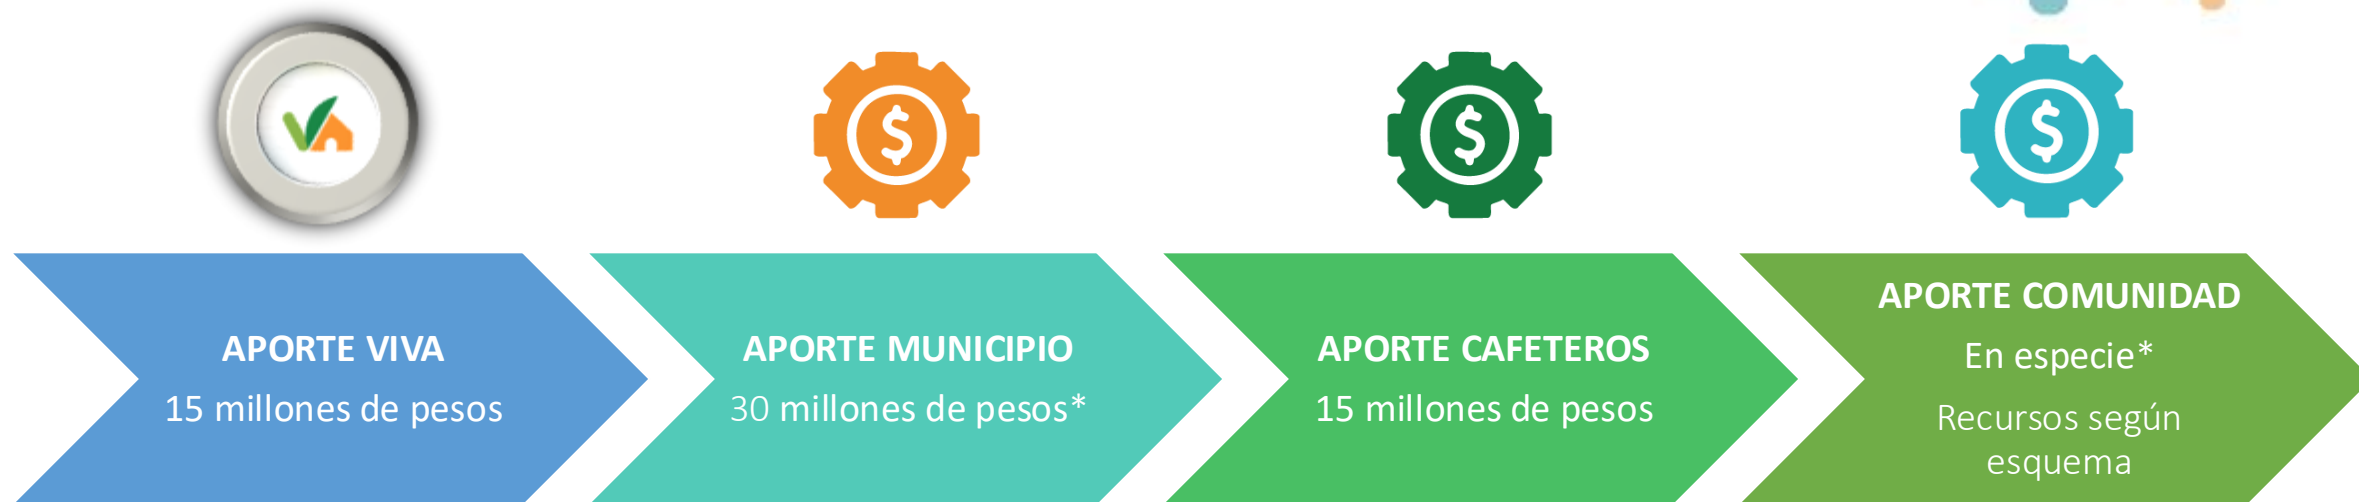 APORTE VIVA
15 millones de pesos
APORTE MUNICIPIO
30 millones de pesos*
APORTE CAFETEROS
15 millones de pesos
APORTE COMUNIDAD
En especie*
Recursos según
esquema